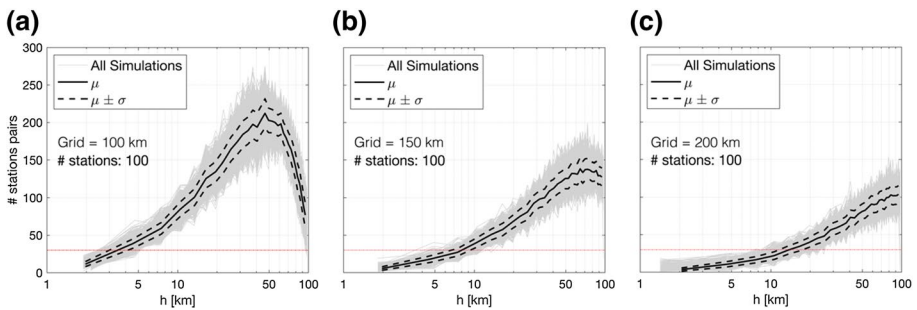 (a)
300
250
200
150
100
50
0
# stations pairs
All Simulations
μ
μ ± σ
Grid = 100 km
# stations: 100
1 5 10 50 100
h [km]
(b)
All Simulations
μ
μ ± σ
Grid = 150 km
# stations: 100
1 5 10 50 100
h [km]
(c)
All Simulations
μ
μ ± σ
Grid = 200 km
# stations: 100
1 5 10 50 100
h [km]